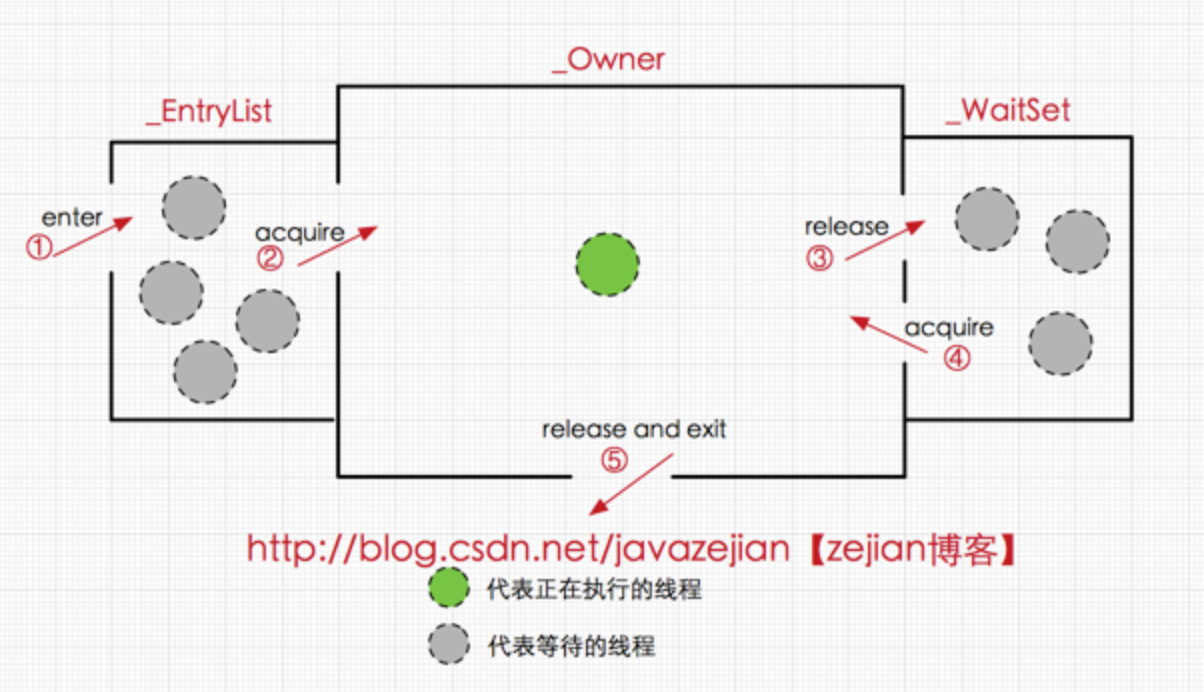 _Owner
_EntryList
_WaitSet
enter
①
acquire
②
release
③
acquire
④
release and exit
⑤
http://blog.csdn.net/javazejian【zejian博客】
代表正在执行的线程
代表等待的线程